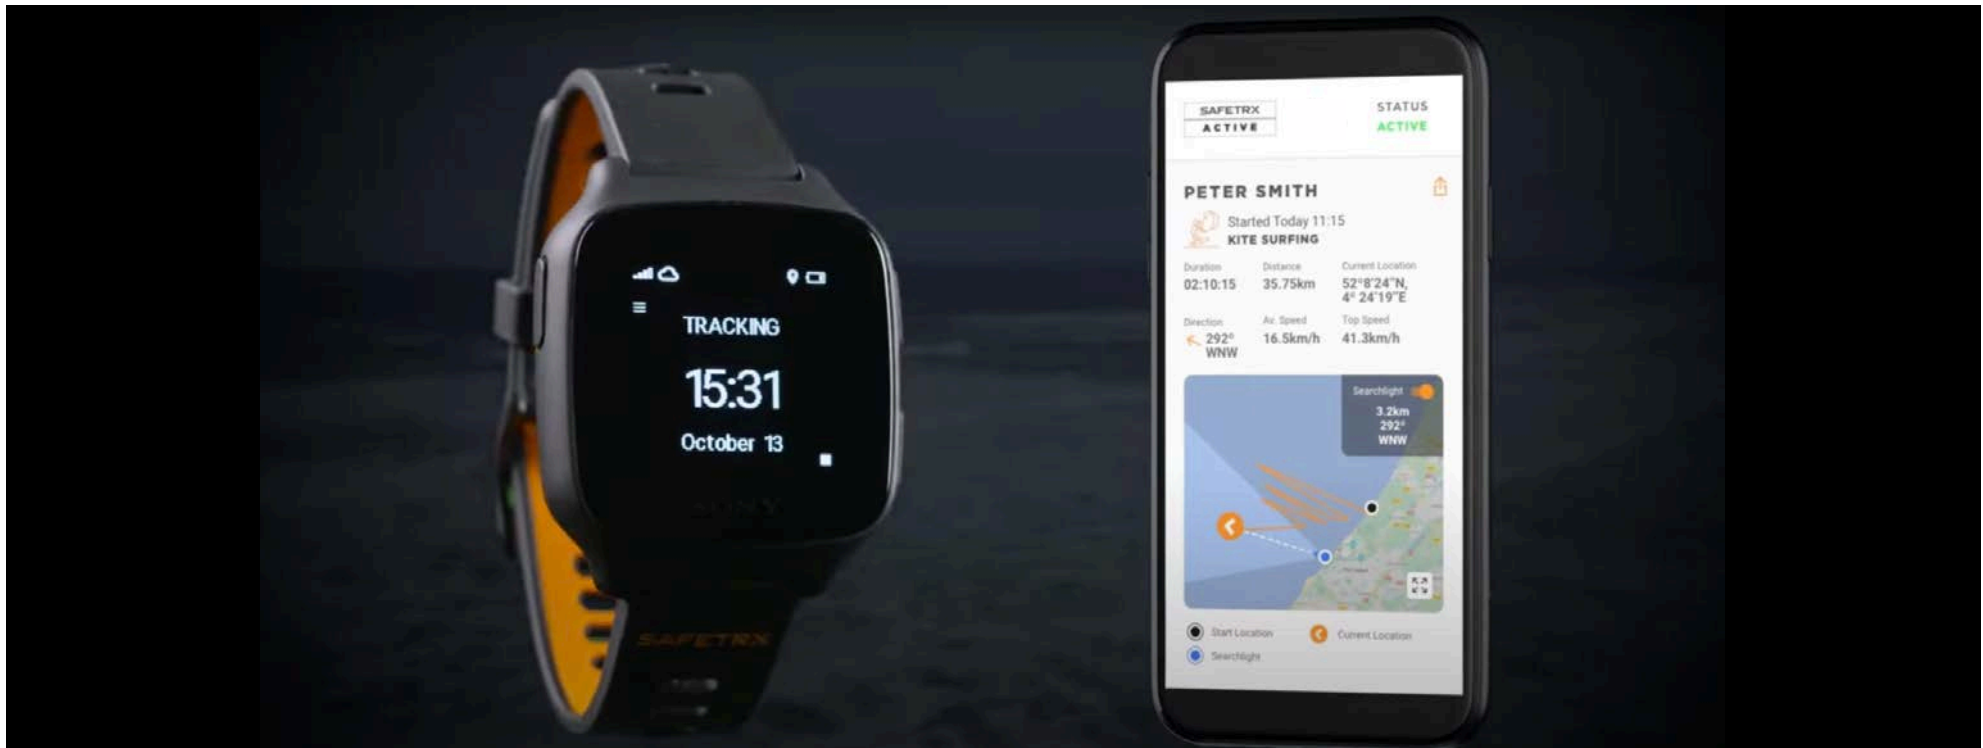 TRACKING
15:31
October 13
SONY
SAFETRX
SAFETRX
ACTIVE
STATUS
ACTIVE
PETER SMITH
Started Today 11:15
KITE SURFING
Duration
02:10:15
Distance
35.75km
Current Location
52°8'24"N,
4° 24'19"E
Direction
292°
WNW
Av. Speed
16.5km/h
Top Speed
41.3km/h
Searchlight
3.2km
292°
WNW
Start Location
Current Location
Searchlight